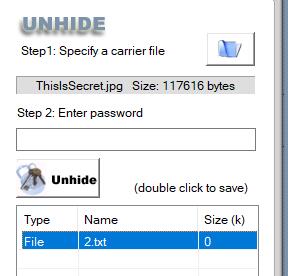 UNHIDE
Step1: Specify a carrier file
ThisIsSecret.jpg Size: 117616 bytes
Step 2: Enter password
Unhide
(double click to save)
Type Name Size (k)
File 2.txt 0